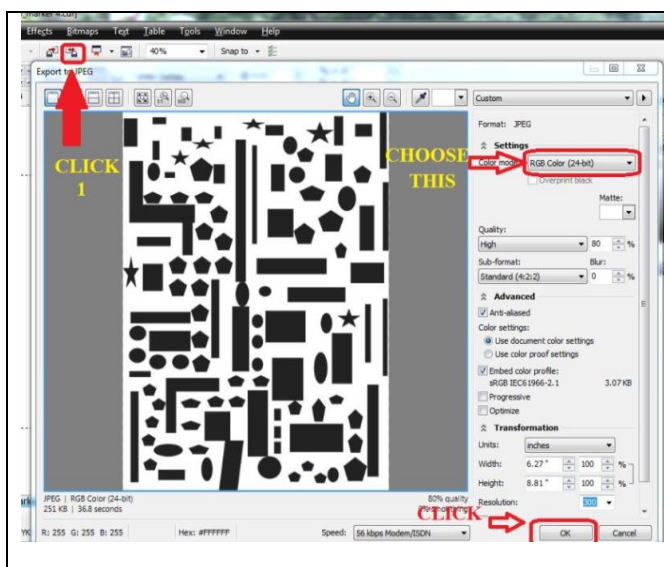 marker 4.cdr]
Effects Bitmaps Text Table Tools Window Help
40% Snap to
Export to JPEG
Custom
Format: JPEG
Settings
Color mode: RGB Color (24-bit)
Overprint black
Matte:
Quality:
High 80 %
Sub-format: Blur:
Standard (4:2:2) 0 %
Advanced
Anti-aliased
Color settings:
Use document color settings
Use color proof settings
Embed color profile:
sRGB IEC61966-2.1 3.07 KB
Progressive
Optimize
Transformation
Units: inches
Width: 6.27 " 100 %
Height: 8.81 " 100 %
Resolution: 300
CLICK
1
CHOOSE
THIS
JPEG | RGB Color (24-bit) 80% quality
251 KB | 36.8 seconds
CLICK
R: 255 G: 255 B: 255 Hex: #FFFFFF Speed: 56 kbps Modem/ISDN OK Cancel